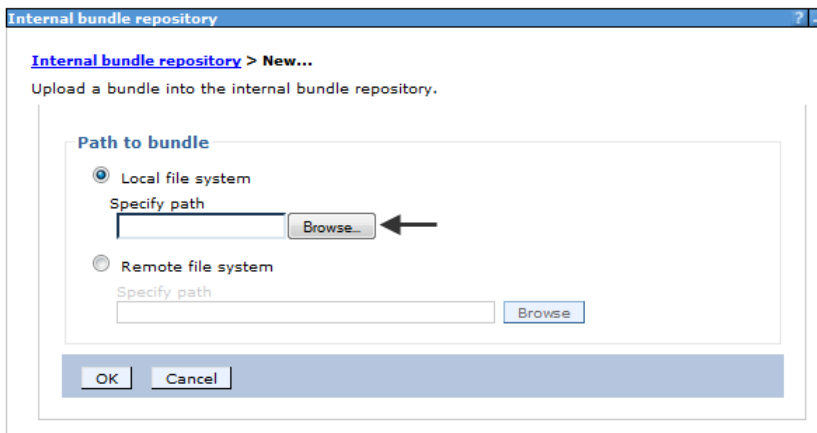 Internal bundle repository ?
Internal bundle repository > New...
Upload a bundle into the internal bundle repository.
Path to bundle
Local file system
Specify path
Browse...
Remote file system
Specify path
Browse
OK Cancel